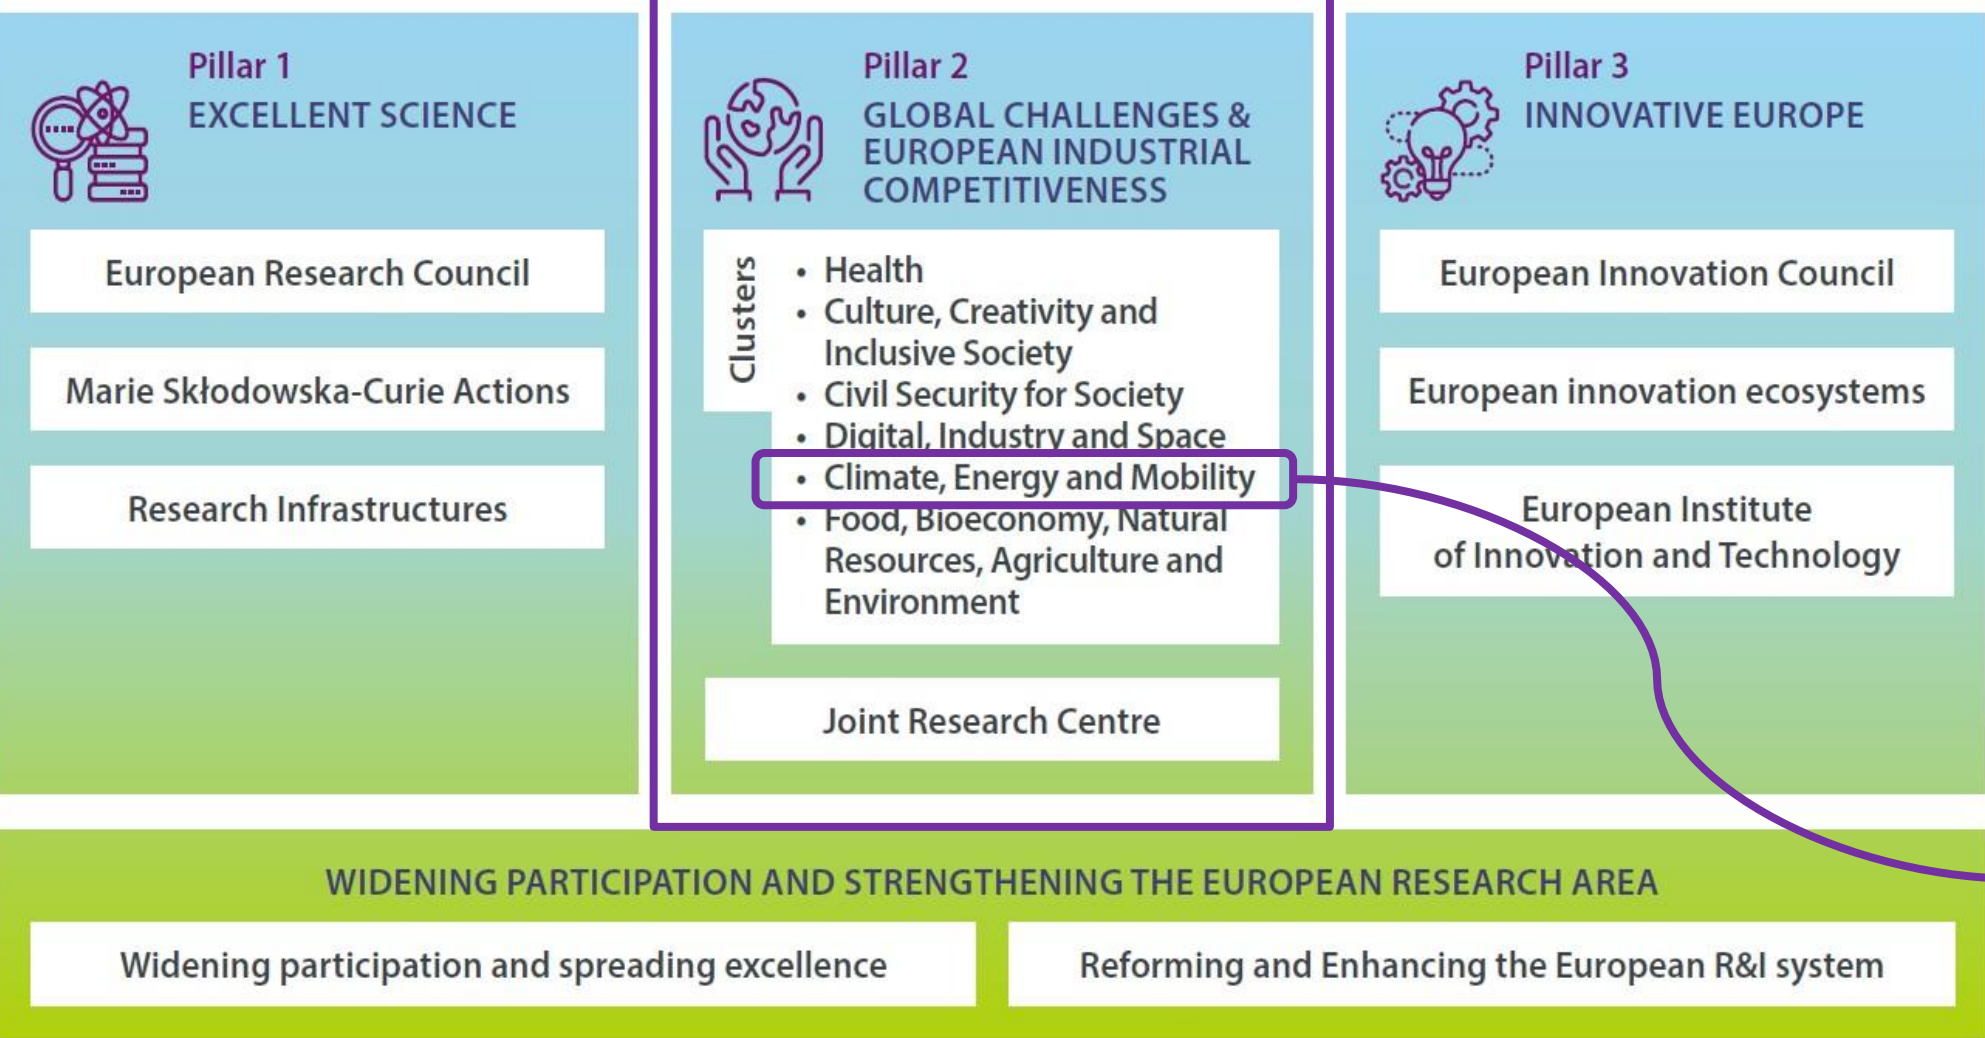 Pillar 1
EXCELLENT SCIENCE
European Research Council
Marie Skłodowska-Curie Actions
Research Infrastructures
Pillar 2
GLOBAL CHALLENGES &
EUROPEAN INDUSTRIAL
COMPETITIVENESS
Clusters
• Health
• Culture, Creativity and
Inclusive Society
• Civil Security for Society
• Digital, Industry and Space
• Climate, Energy and Mobility
• Food, Bioeconomy, Natural
Resources, Agriculture and
Environment
Joint Research Centre
Pillar 3
INNOVATIVE EUROPE
European Innovation Council
European innovation ecosystems
European Institute
of Innovation and Technology
WIDENING PARTICIPATION AND STRENGTHENING THE EUROPEAN RESEARCH AREA
Widening participation and spreading excellence
Reforming and Enhancing the European R&I system